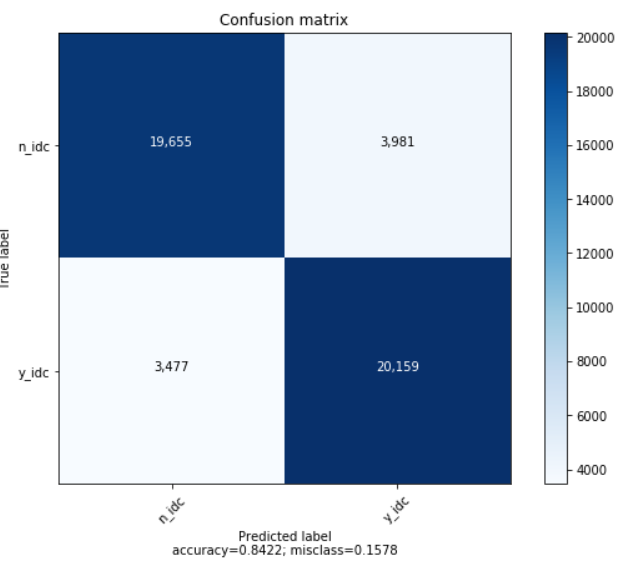 Confusion matrix
n_idc
19,655
3,981
y_idc
3,477
20,159
True label
n_idc
y_idc
Predicted label
accuracy=0.8422; misclass=0.1578
20000
18000
16000
14000
12000
10000
8000
6000
4000